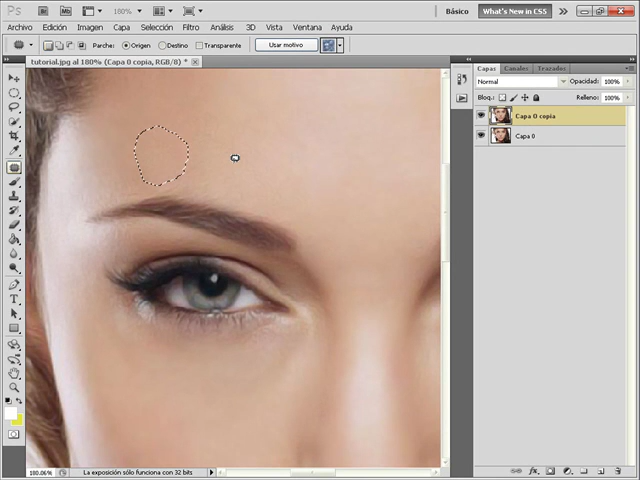 Ps Br Mb 180% Básico What's New in CS5
Archivo Edición Imagen Capa Selección Filtro Análisis 3D Vista Ventana Ayuda
Parche: Origen Destino Transparente Usar motivo
tutorial.jpg al 180% (Capa 0 copia, RGB/8) *
Capas Canales Trazados
Normal Opacidad: 100%
Bloq.: Relleno: 100%
Capa 0 copia
Capa 0
180.06% La exposición sólo funciona con 32 bits